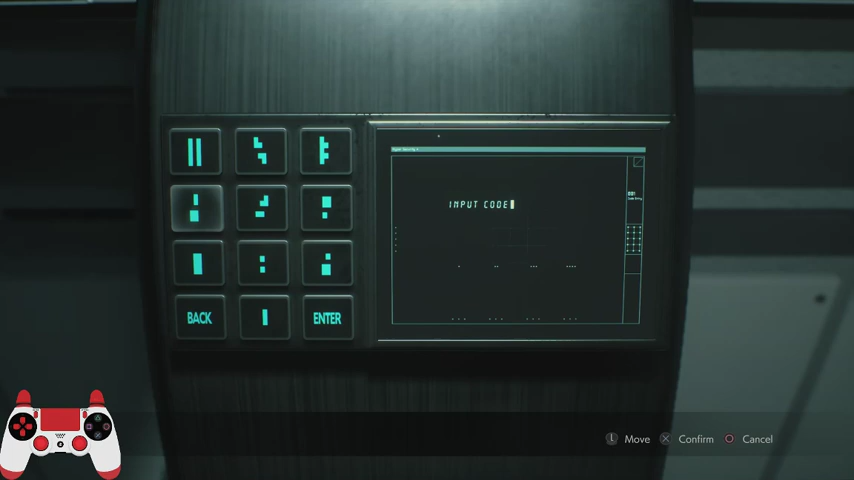 INPUT CODE
BACK
ENTER
Move
Confirm
Cancel